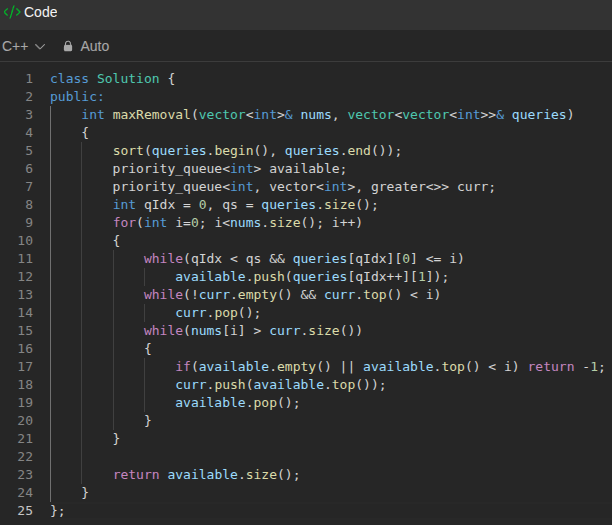 </> Code
C++ Auto
1 class Solution {
2 public:
3     int maxRemoval(vector<int>& nums, vector<vector<int>>& queries)
4     {
5         sort(queries.begin(), queries.end());
6         priority_queue<int> available;
7         priority_queue<int, vector<int>, greater<>> curr;
8         int qIdx = 0, qs = queries.size();
9         for(int i=0; i<nums.size(); i++)
10         {
11             while(qIdx < qs && queries[qIdx][0] <= i)
12                 available.push(queries[qIdx++][1]);
13             while(!curr.empty() && curr.top() < i)
14                 curr.pop();
15             while(nums[i] > curr.size())
16             {
17                 if(available.empty() || available.top() < i) return -1;
18                 curr.push(available.top());
19                 available.pop();
20             }
21         }
22
23         return available.size();
24     }
25 };